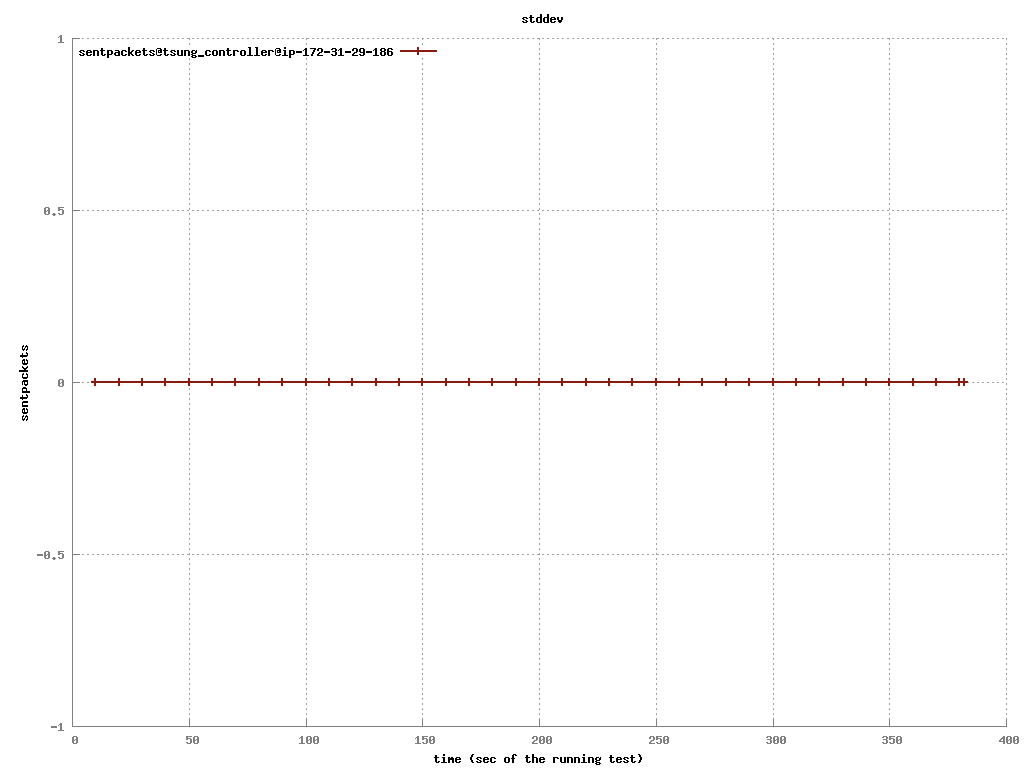 stddev
1
sentpackets@tsung_controller@ip-172-31-29-186
0.5
sentpackets
0
-0.5
-1
0 50 100 150 200 250 300 350 400
time (sec of the running test)